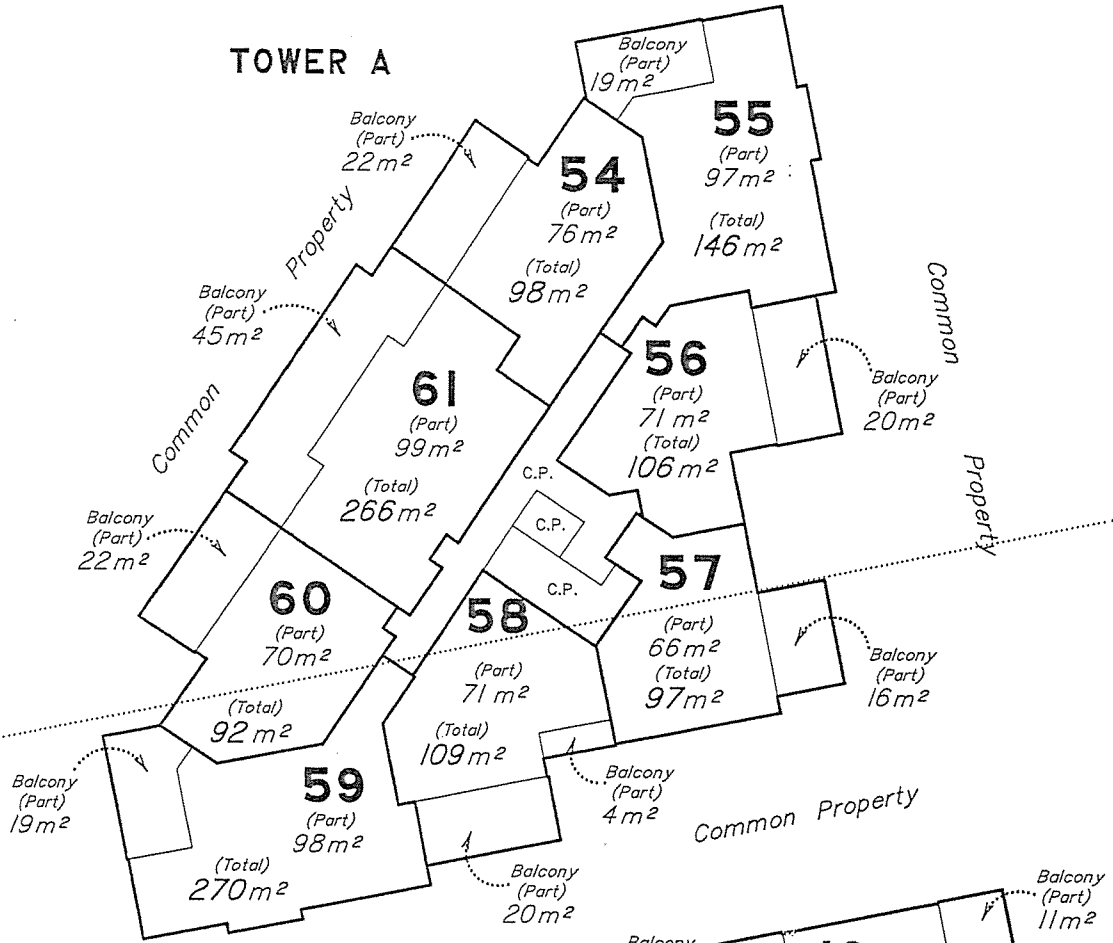 TOWER A
Balcony
(Part)
19m²
55
(Part)
97m²
(Total)
146m²
Balcony
(Part)
22m²
54
(Part)
76m²
(Total)
98m²
Common Property
Balcony
(Part)
45m²
61
(Part)
99m²
(Total)
266m²
56
(Part)
71m²
(Total)
106m²
Balcony
(Part)
20m²
Common
Property
C.P.
C.P.
C.P.
Balcony
(Part)
22m²
60
(Part)
70m²
(Total)
92m²
58
(Part)
71m²
(Total)
109m²
57
(Part)
66m²
(Total)
97m²
Balcony
(Part)
16m²
Balcony
(Part)
19m²
59
(Part)
98m²
(Total)
270m²
Balcony
(Part)
4m²
Balcony
(Part)
20m²
Common Property
Balcony
(Part)
11m²
Balcony